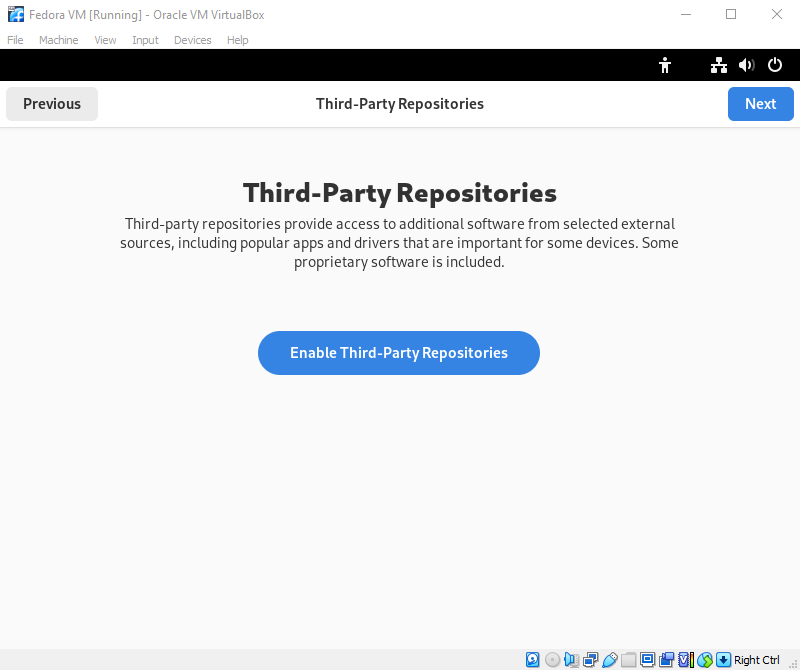 Fedora VM [Running] - Oracle VM VirtualBox
File Machine View Input Devices Help
Previous Third-Party Repositories Next
Third-Party Repositories
Third-party repositories provide access to additional software from selected external
sources, including popular apps and drivers that are important for some devices. Some
proprietary software is included.
Enable Third-Party Repositories
Right Ctrl